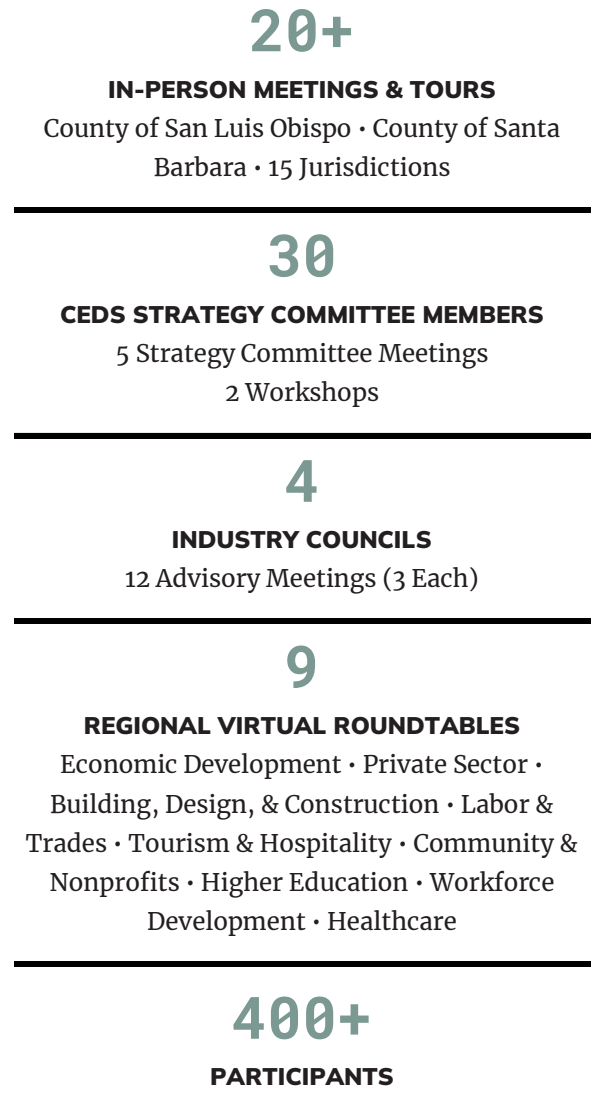 20+
IN-PERSON MEETINGS & TOURS
County of San Luis Obispo · County of Santa
Barbara · 15 Jurisdictions
30
CEDS STRATEGY COMMITTEE MEMBERS
5 Strategy Committee Meetings
2 Workshops
4
INDUSTRY COUNCILS
12 Advisory Meetings (3 Each)
9
REGIONAL VIRTUAL ROUNDTABLES
Economic Development · Private Sector ·
Building, Design, & Construction · Labor &
Trades · Tourism & Hospitality · Community &
Nonprofits · Higher Education · Workforce
Development · Healthcare
400+
PARTICIPANTS